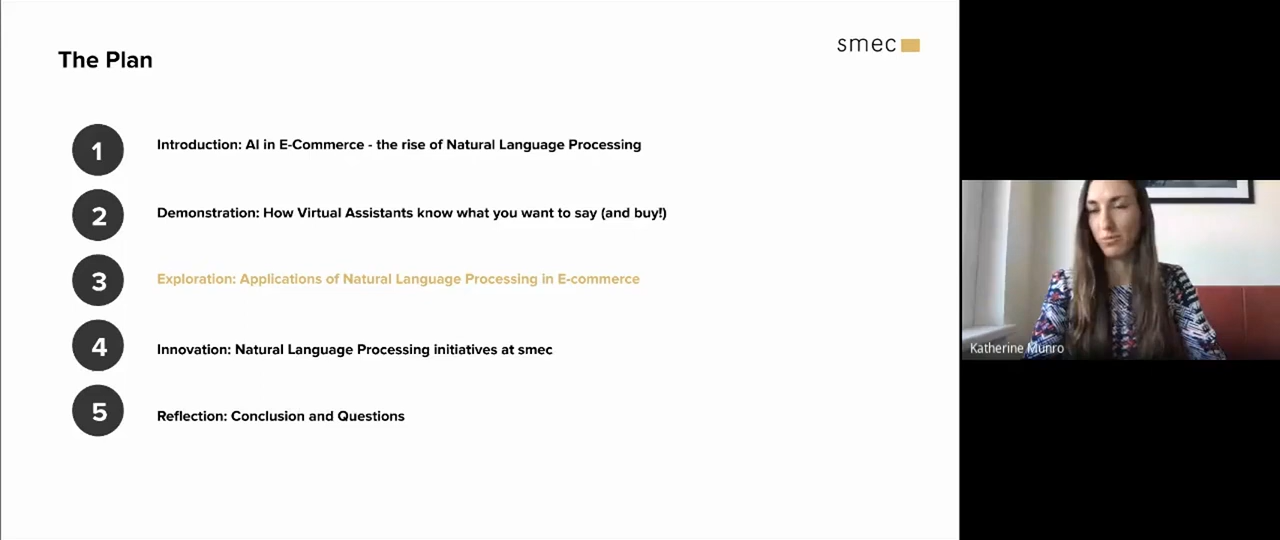 The Plan
smec
1
Introduction: AI in E-Commerce - the rise of Natural Language Processing
2
Demonstration: How Virtual Assistants know what you want to say (and buy!)
3
Exploration: Applications of Natural Language Processing in E-commerce
4
Innovation: Natural Language Processing initiatives at smec
5
Reflection: Conclusion and Questions
Katherine Munro